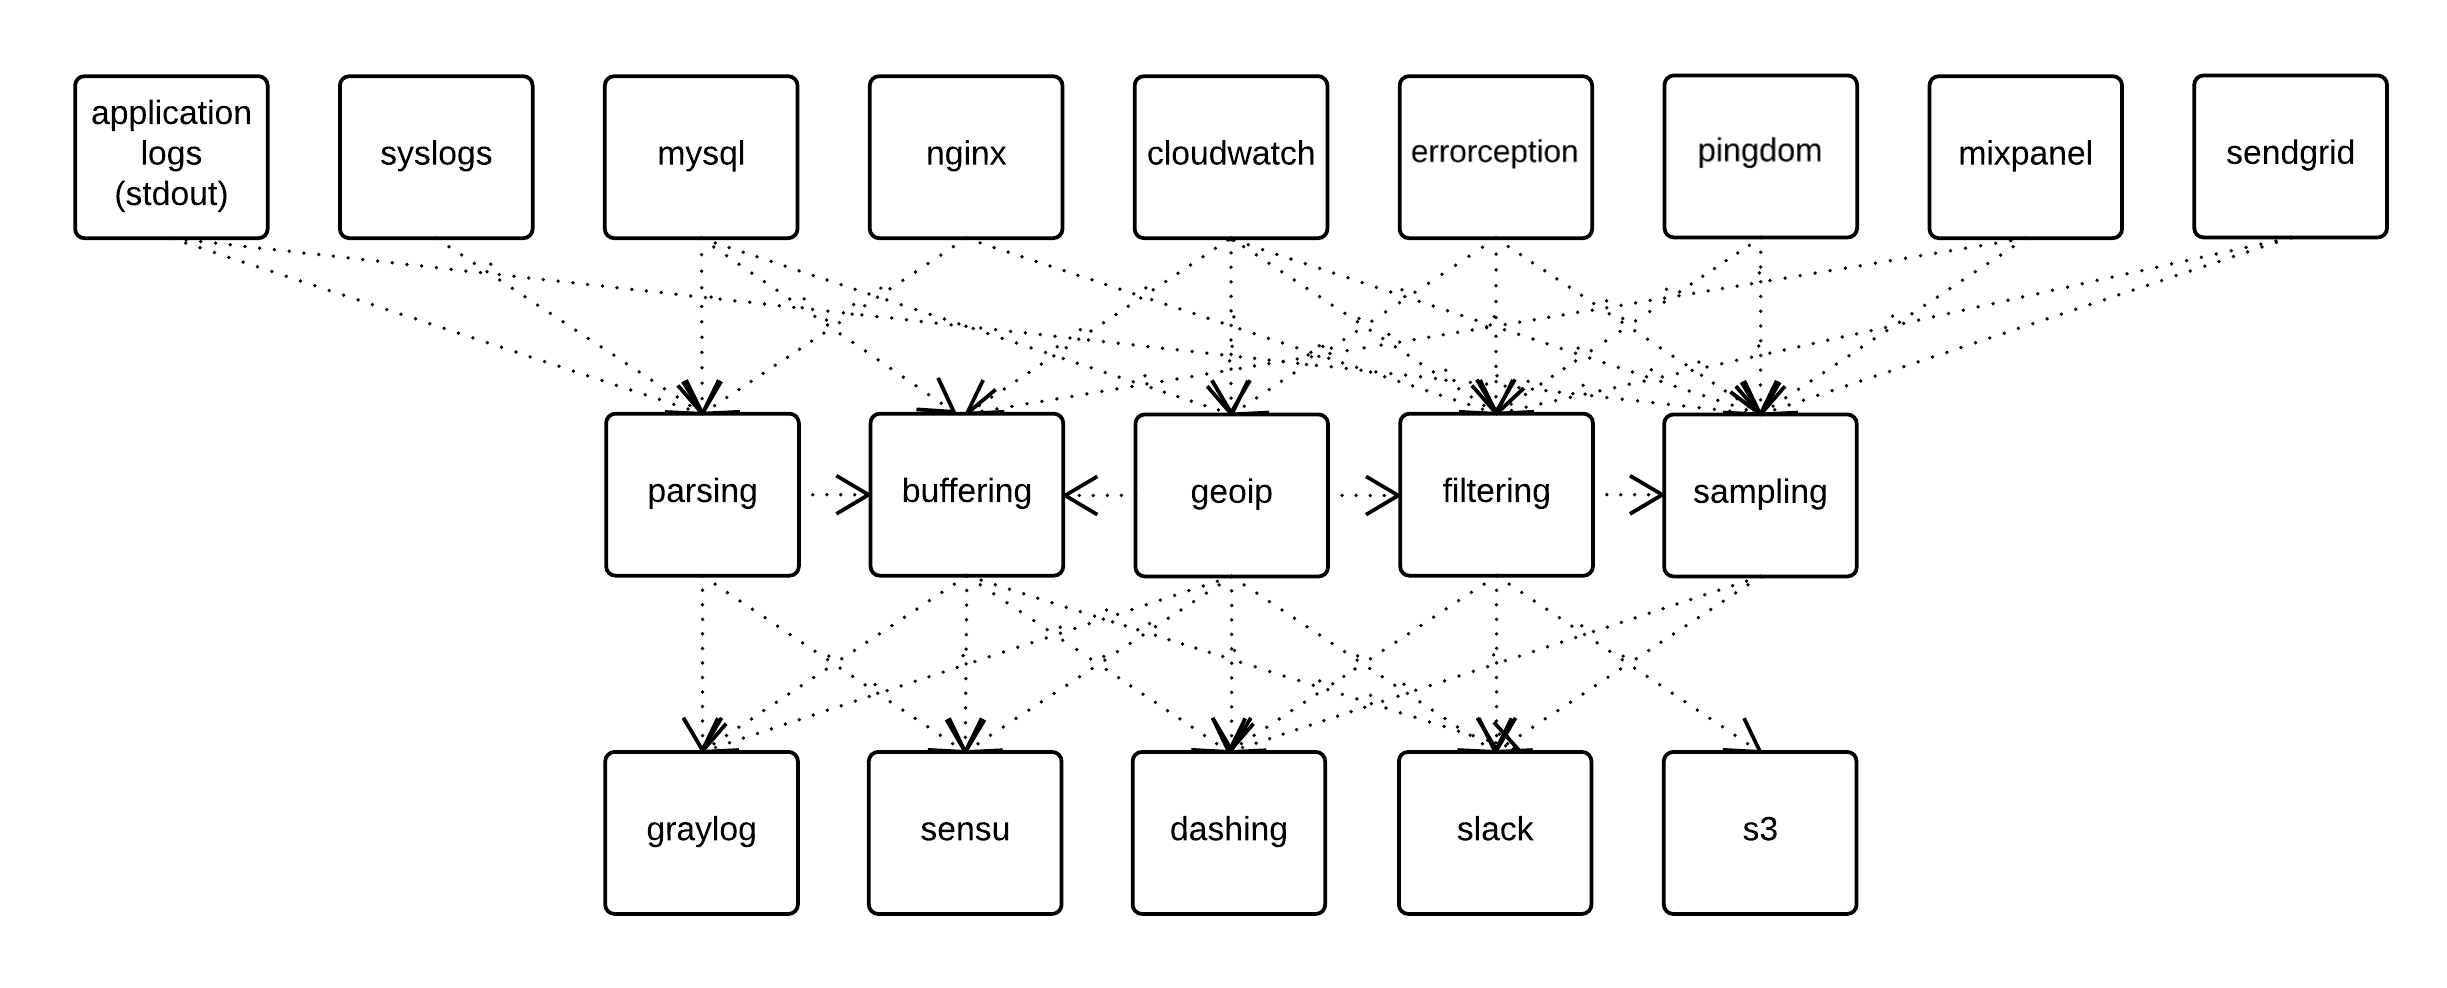 application
logs
(stdout)
syslogs
mysql
nginx
cloudwatch
errorception
pingdom
mixpanel
sendgrid
parsing
buffering
geoip
filtering
sampling
graylog
sensu
dashing
slack
s3